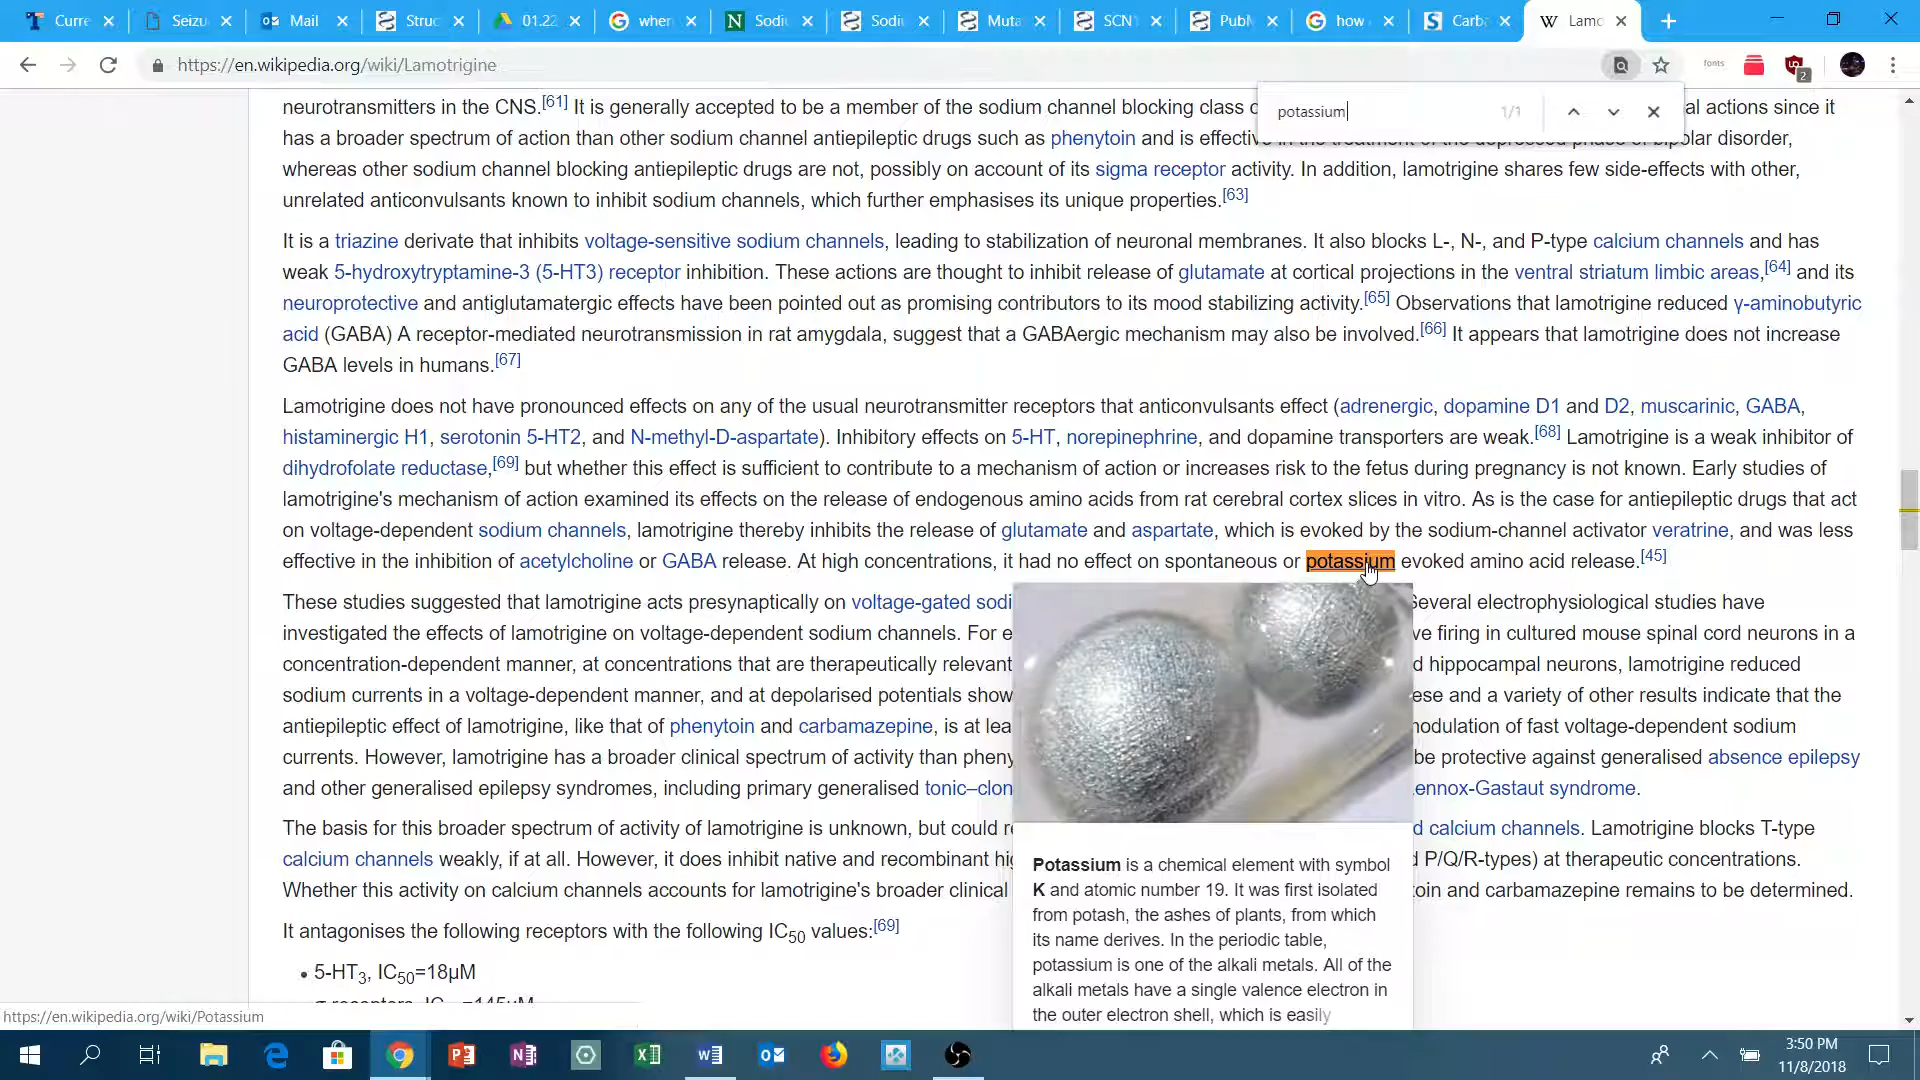 Curre
Seizu
Mail
Struc
01.22
wher
Sodiu
Sodiu
Muta
SCN1
PubM
how
Carba
Lamo
https://en.wikipedia.org/wiki/Lamotrigine
fonts
2
potassium 1/1
neurotransmitters in the CNS.[61] It is generally accepted to be a member of the sodium channel blocking class o al actions since it
has a broader spectrum of action than other sodium channel antiepileptic drugs such as phenytoin and is effective in the treatment of the depressed phase of bipolar disorder,
whereas other sodium channel blocking antiepileptic drugs are not, possibly on account of its sigma receptor activity. In addition, lamotrigine shares few side-effects with other,
unrelated anticonvulsants known to inhibit sodium channels, which further emphasises its unique properties.[63]
It is a triazine derivate that inhibits voltage-sensitive sodium channels, leading to stabilization of neuronal membranes. It also blocks L-, N-, and P-type calcium channels and has
weak 5-hydroxytryptamine-3 (5-HT3) receptor inhibition. These actions are thought to inhibit release of glutamate at cortical projections in the ventral striatum limbic areas,[64] and its
neuroprotective and antiglutamatergic effects have been pointed out as promising contributors to its mood stabilizing activity.[65] Observations that lamotrigine reduced γ-aminobutyric
acid (GABA) A receptor-mediated neurotransmission in rat amygdala, suggest that a GABAergic mechanism may also be involved.[66] It appears that lamotrigine does not increase
GABA levels in humans.[67]
Lamotrigine does not have pronounced effects on any of the usual neurotransmitter receptors that anticonvulsants effect (adrenergic, dopamine D1 and D2, muscarinic, GABA,
histaminergic H1, serotonin 5-HT2, and N-methyl-D-aspartate). Inhibitory effects on 5-HT, norepinephrine, and dopamine transporters are weak.[68] Lamotrigine is a weak inhibitor of
dihydrofolate reductase,[69] but whether this effect is sufficient to contribute to a mechanism of action or increases risk to the fetus during pregnancy is not known. Early studies of
lamotrigine's mechanism of action examined its effects on the release of endogenous amino acids from rat cerebral cortex slices in vitro. As is the case for antiepileptic drugs that act
on voltage-dependent sodium channels, lamotrigine thereby inhibits the release of glutamate and aspartate, which is evoked by the sodium-channel activator veratrine, and was less
effective in the inhibition of acetylcholine or GABA release. At high concentrations, it had no effect on spontaneous or potassium evoked amino acid release.[45]
These studies suggested that lamotrigine acts presynaptically on voltage-gated sodi Several electrophysiological studies have
investigated the effects of lamotrigine on voltage-dependent sodium channels. For e ve firing in cultured mouse spinal cord neurons in a
concentration-dependent manner, at concentrations that are therapeutically relevant d hippocampal neurons, lamotrigine reduced
sodium currents in a voltage-dependent manner, and at depolarised potentials show ese and a variety of other results indicate that the
antiepileptic effect of lamotrigine, like that of phenytoin and carbamazepine, is at lea nodulation of fast voltage-dependent sodium
currents. However, lamotrigine has a broader clinical spectrum of activity than pheny be protective against generalised absence epilepsy
and other generalised epilepsy syndromes, including primary generalised tonic–clon ennox-Gastaut syndrome.
The basis for this broader spectrum of activity of lamotrigine is unknown, but could re d calcium channels. Lamotrigine blocks T-type
calcium channels weakly, if at all. However, it does inhibit native and recombinant hig d P/Q/R-types) at therapeutic concentrations.
Whether this activity on calcium channels accounts for lamotrigine's broader clinical oin and carbamazepine remains to be determined.
It antagonises the following receptors with the following IC50 values:[69]
• 5-HT3, IC50=18μM
σ receptors, IC50=145μM
Potassium is a chemical element with symbol
K and atomic number 19. It was first isolated
from potash, the ashes of plants, from which
its name derives. In the periodic table,
potassium is one of the alkali metals. All of the
alkali metals have a single valence electron in
the outer electron shell, which is easily
https://en.wikipedia.org/wiki/Potassium
3:50 PM
11/8/2018